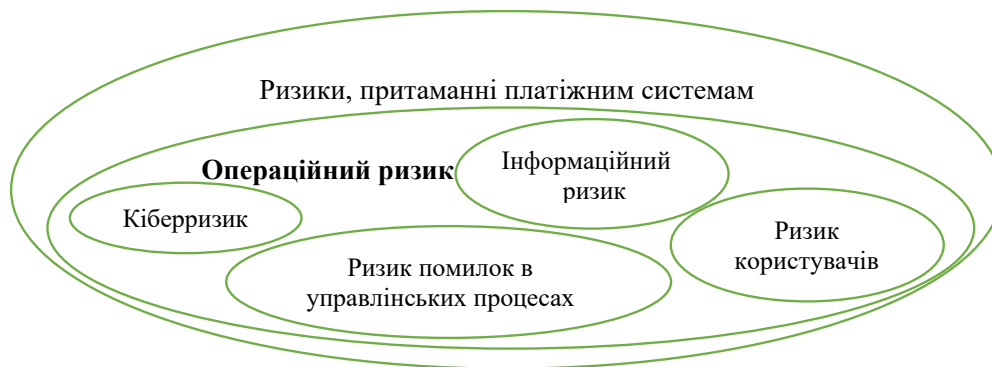 Ризики, притаманні платіжним системам
Операційний ризик
Інформаційний
ризик
Кіберризик
Ризик
користувачів
Ризик помилок в
управлінських процесах